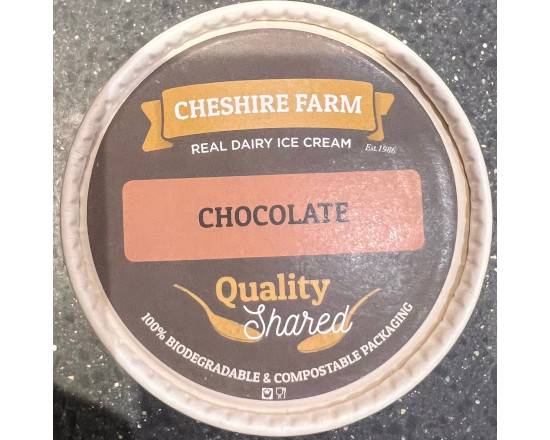 CHESHIRE FARM
REAL DAIRY ICE CREAM
Est.1986
CHOCOLATE
Quality
Shared
100% BIODEGRADABLE & COMPOSTABLE PACKAGING